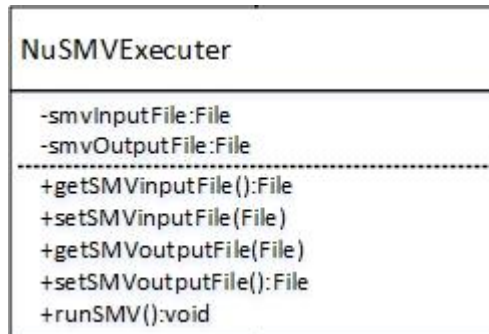 NuSMVExecuter
-smvInputFile:File
-smvOutputFile:File
+getSMVinputFile():File
+setSMVinputFile(File)
+getSMVoutputFile(File)
+setSMVoutputFile():File
+runSMV():void